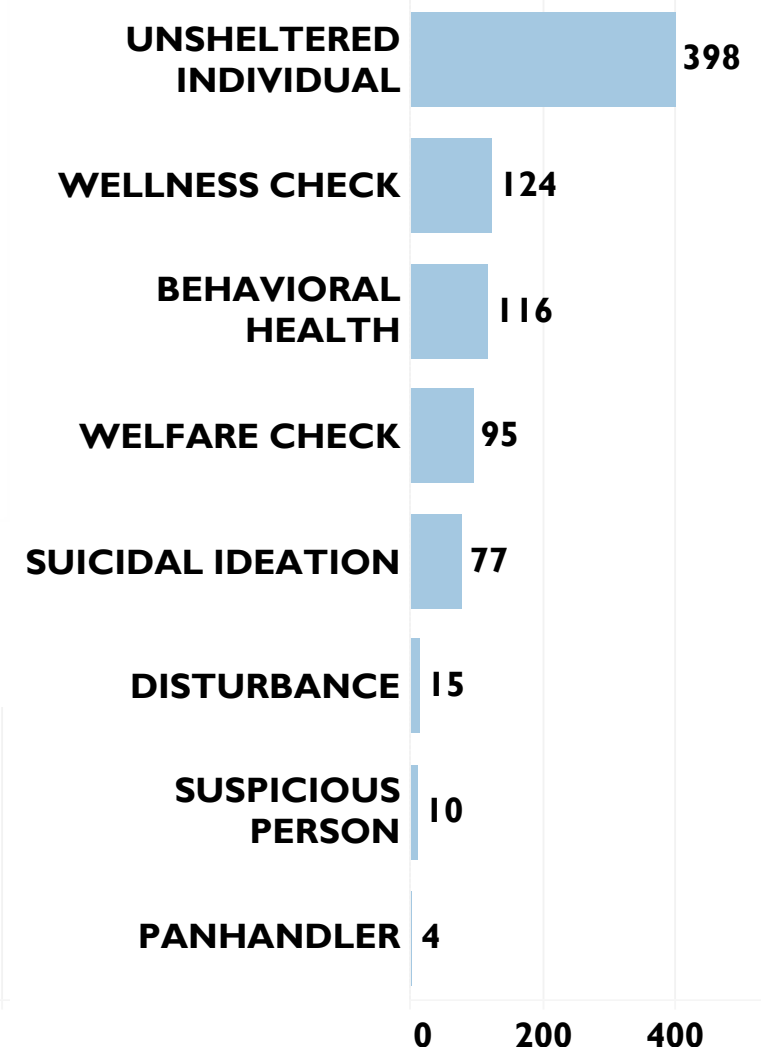 UNSHELTERED
INDIVIDUAL
398
WELLNESS CHECK
124
BEHAVIORAL
HEALTH
116
WELFARE CHECK
95
SUICIDAL IDEATION
77
DISTURBANCE
15
SUSPICIOUS
PERSON
10
PANHANDLER
4
0 200 400